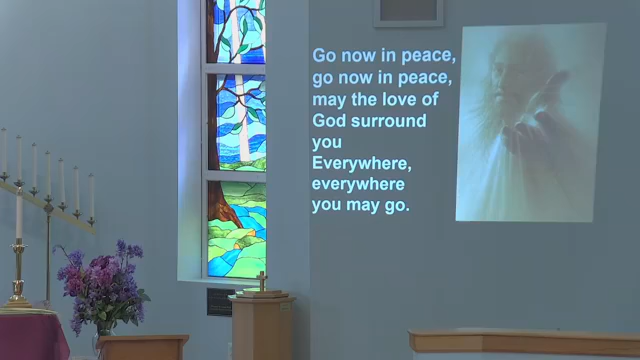 Go now in peace,
go now in peace,
may the love of
God surround
you
Everywhere,
everywhere
you may go.